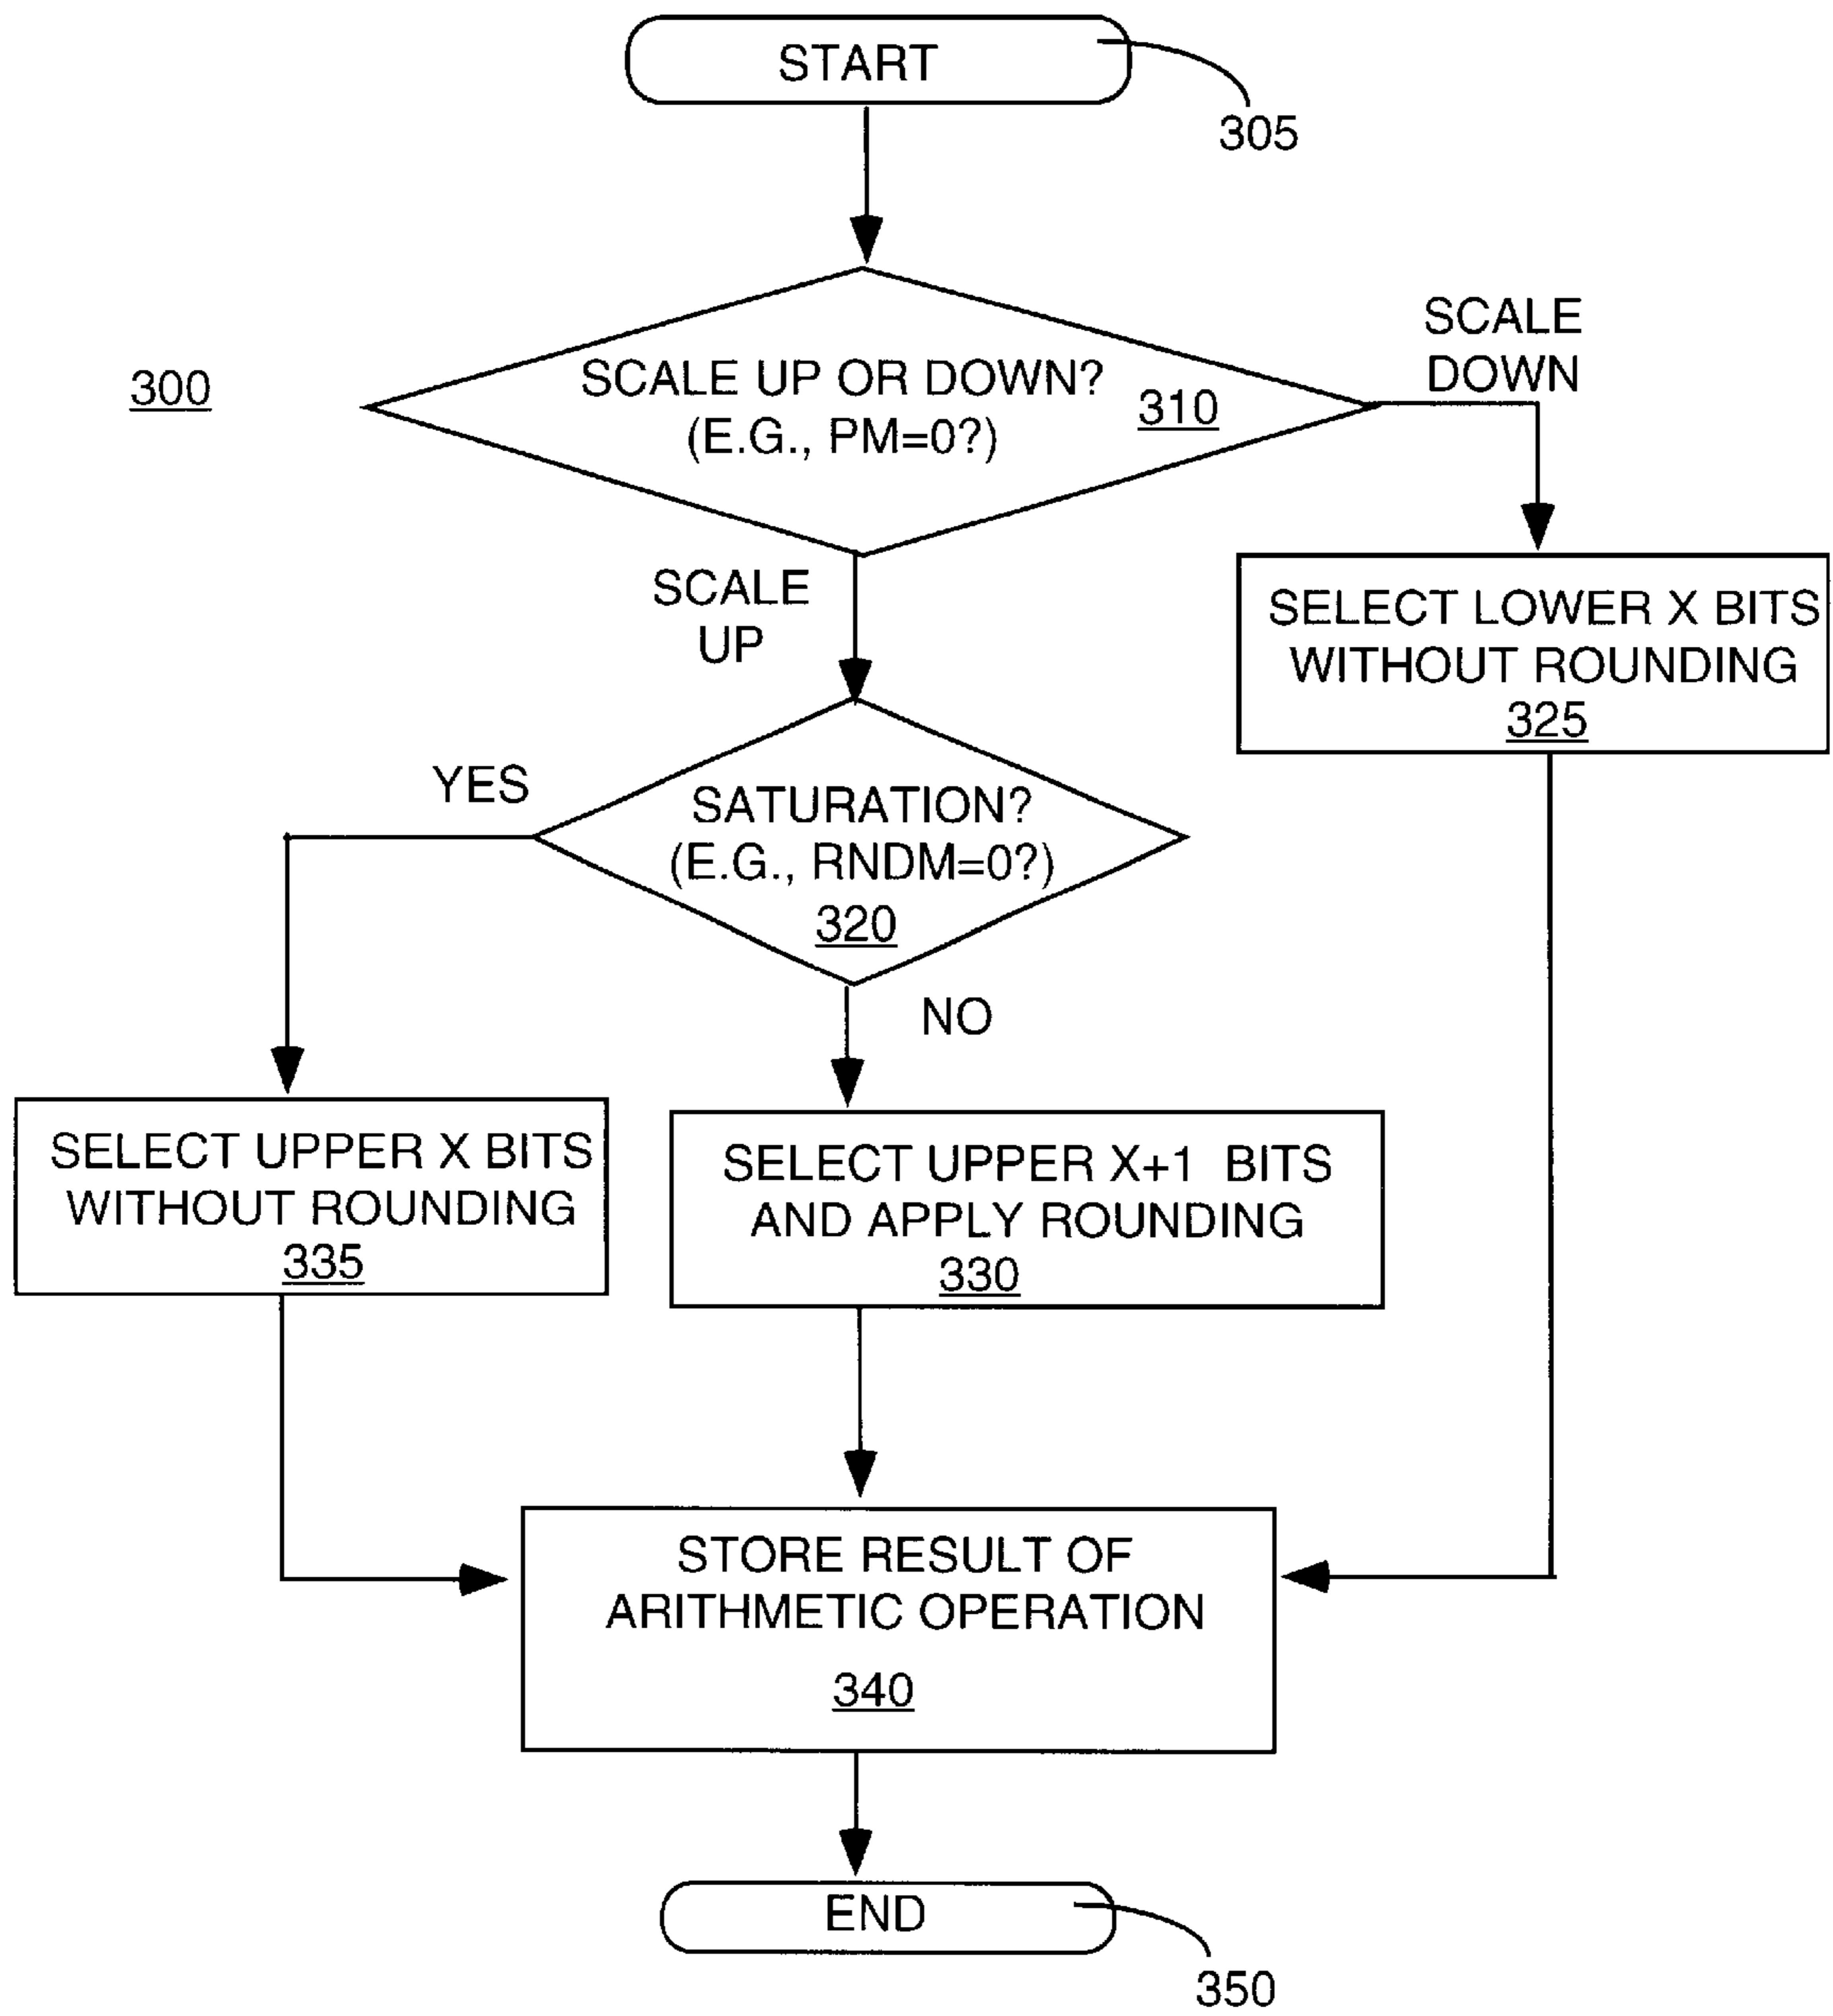 START
305
SCALE
DOWN
300
SCALE UP OR DOWN?
(E.G., PM=0?)
310
SCALE
UP
SELECT LOWER X BITS
WITHOUT ROUNDING
325
YES
SATURATION?
(E.G., RNDM=0?)
320
NO
SELECT UPPER X BITS
WITHOUT ROUNDING
335
SELECT UPPER X+1 BITS
AND APPLY ROUNDING
330
STORE RESULT OF
ARITHMETIC OPERATION
340
END
350